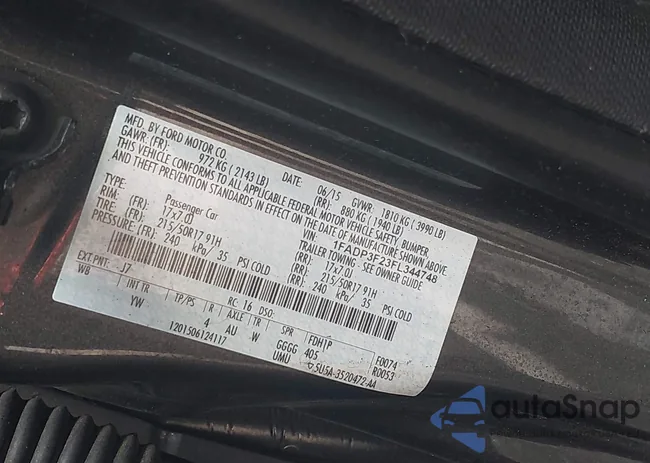 MFD. BY FORD MOTOR CO. DATE: 06/15 GVWR: 1810 KG ( 3990 LB)
GAWR: (FR): 972 KG ( 2143 LB) (RR): 880 KG ( 1940 LB)
THIS VEHICLE CONFORMS TO ALL APPLICABLE FEDERAL MOTOR VEHICLE SAFETY, BUMPER
AND THEFT PREVENTION STANDARDS IN EFFECT ON THE DATE OF MANUFACTURE SHOWN ABOVE.
VIN: 1FADP3F23FL344748
TYPE: Passenger Car TRAILER TOWING - SEE OWNER GUIDE
RIM: (FR): 17x7.0J (RR): 17x7.0J
TIRE: (FR): 215/50R17 91H (RR): 215/50R17 91H
PRESSURE: (FR): 240 kPa/ 35 PSI COLD (RR): 240 kPa/ 35 PSI COLD
EXT PNT: J7 RC: 16 DSO: F0074
WB INT TR TP/PS R AXLE TR SPR FDH1P R0053
YW 4 AU W GGGG 405
1201506124117 UMU 5U5A-3520472-AA
autoSnap